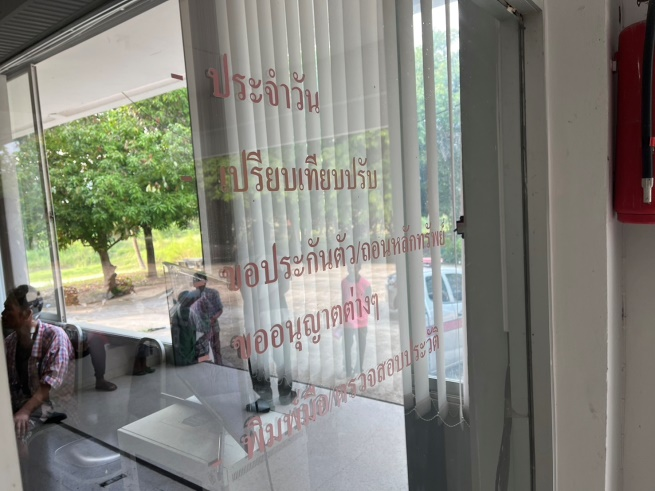 - ประจำวัน
- เปรียบเทียบปรับ
- ขอประกันตัว/ถอนหลักทรัพย์
- ขออนุญาตต่างๆ
- พิมพ์มือ/ตรวจสอบประวัติ